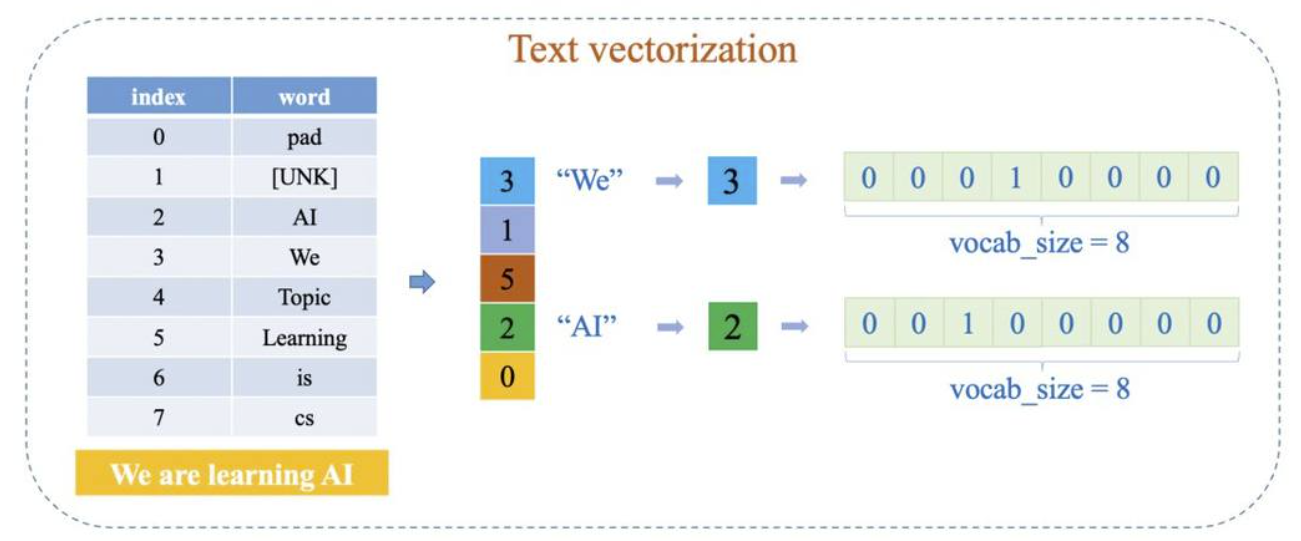 Text vectorization
index word
0 pad
1 [UNK]
2 AI
3 We
4 Topic
5 Learning
6 is
7 cs
We are learning AI
3 “We” 3 0 0 0 1 0 0 0 0
vocab_size = 8
1
5
2 “AI” 2 0 0 1 0 0 0 0 0
vocab_size = 8
0